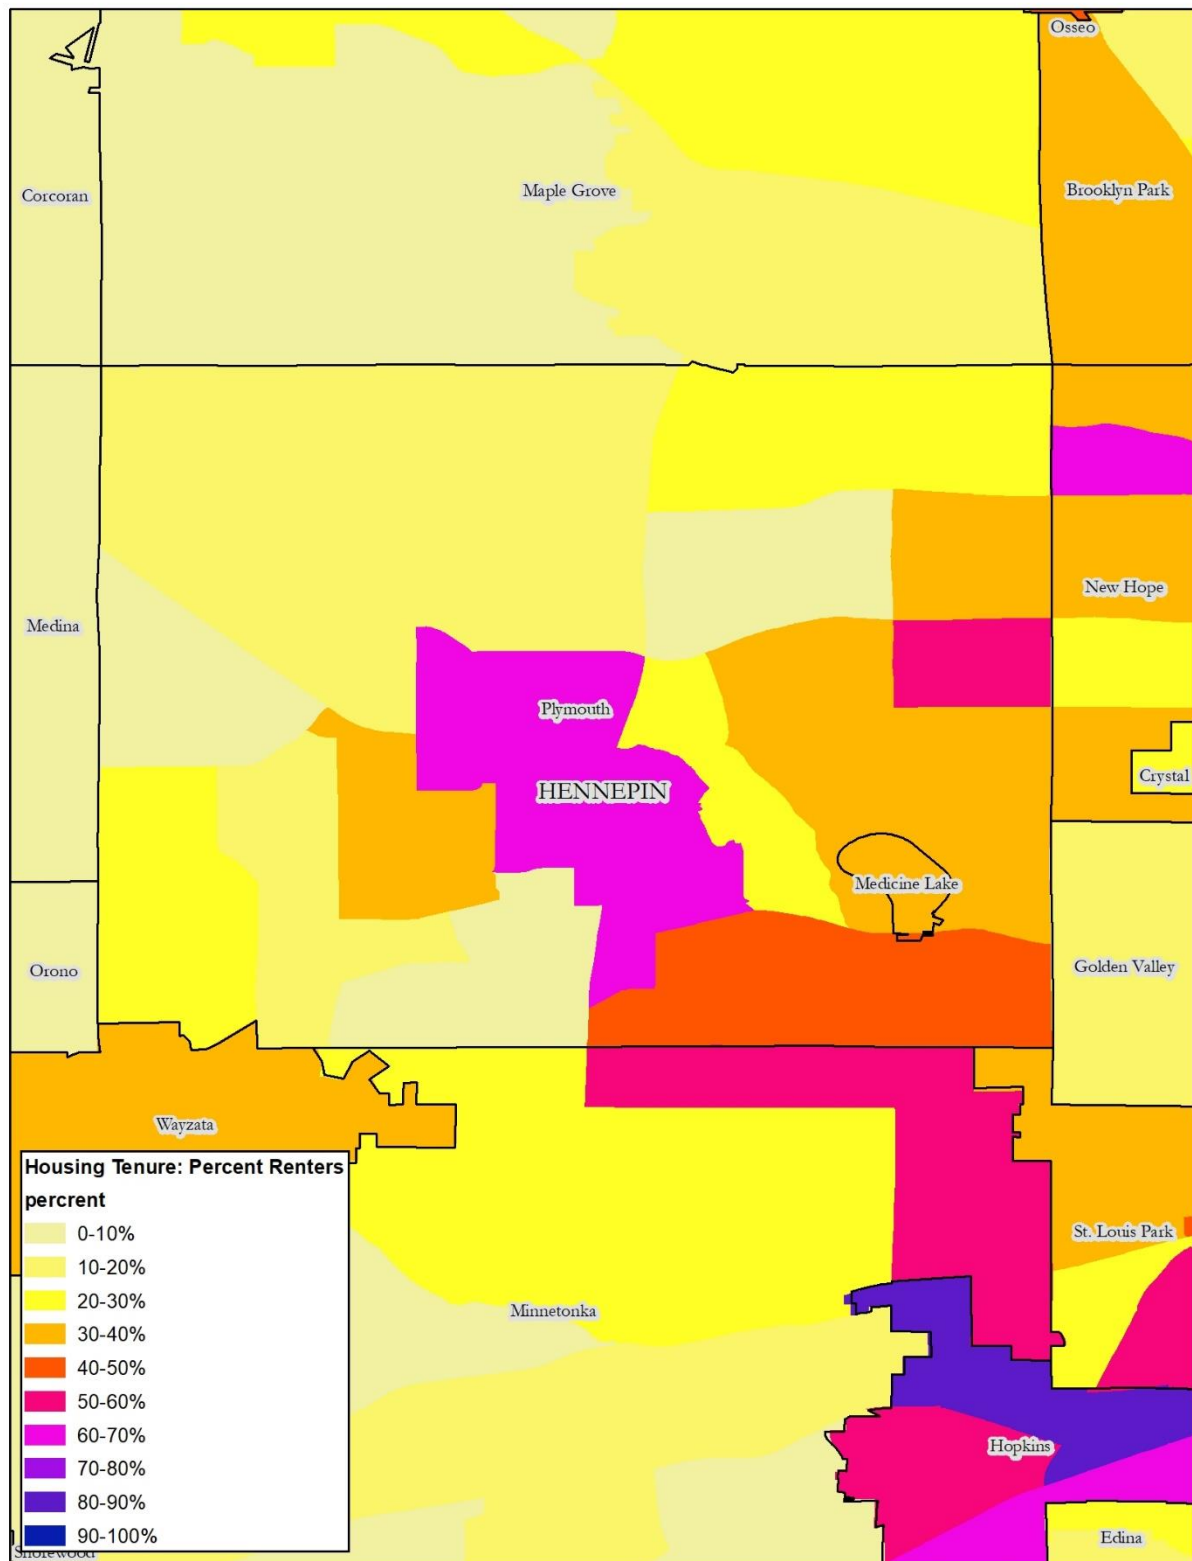 Osseo
Corcoran
Maple Grove
Brooklyn Park
New Hope
Medina
Plymouth
HENNEPIN
Crystal
Medicine Lake
Orono
Golden Valley
Wayzata
Housing Tenure: Percent Renters
percrent
0-10%
10-20%
20-30%
30-40%
40-50%
50-60%
60-70%
70-80%
80-90%
90-100%
St. Louis Park
Minnetonka
Hopkins
Edina
Shorewood